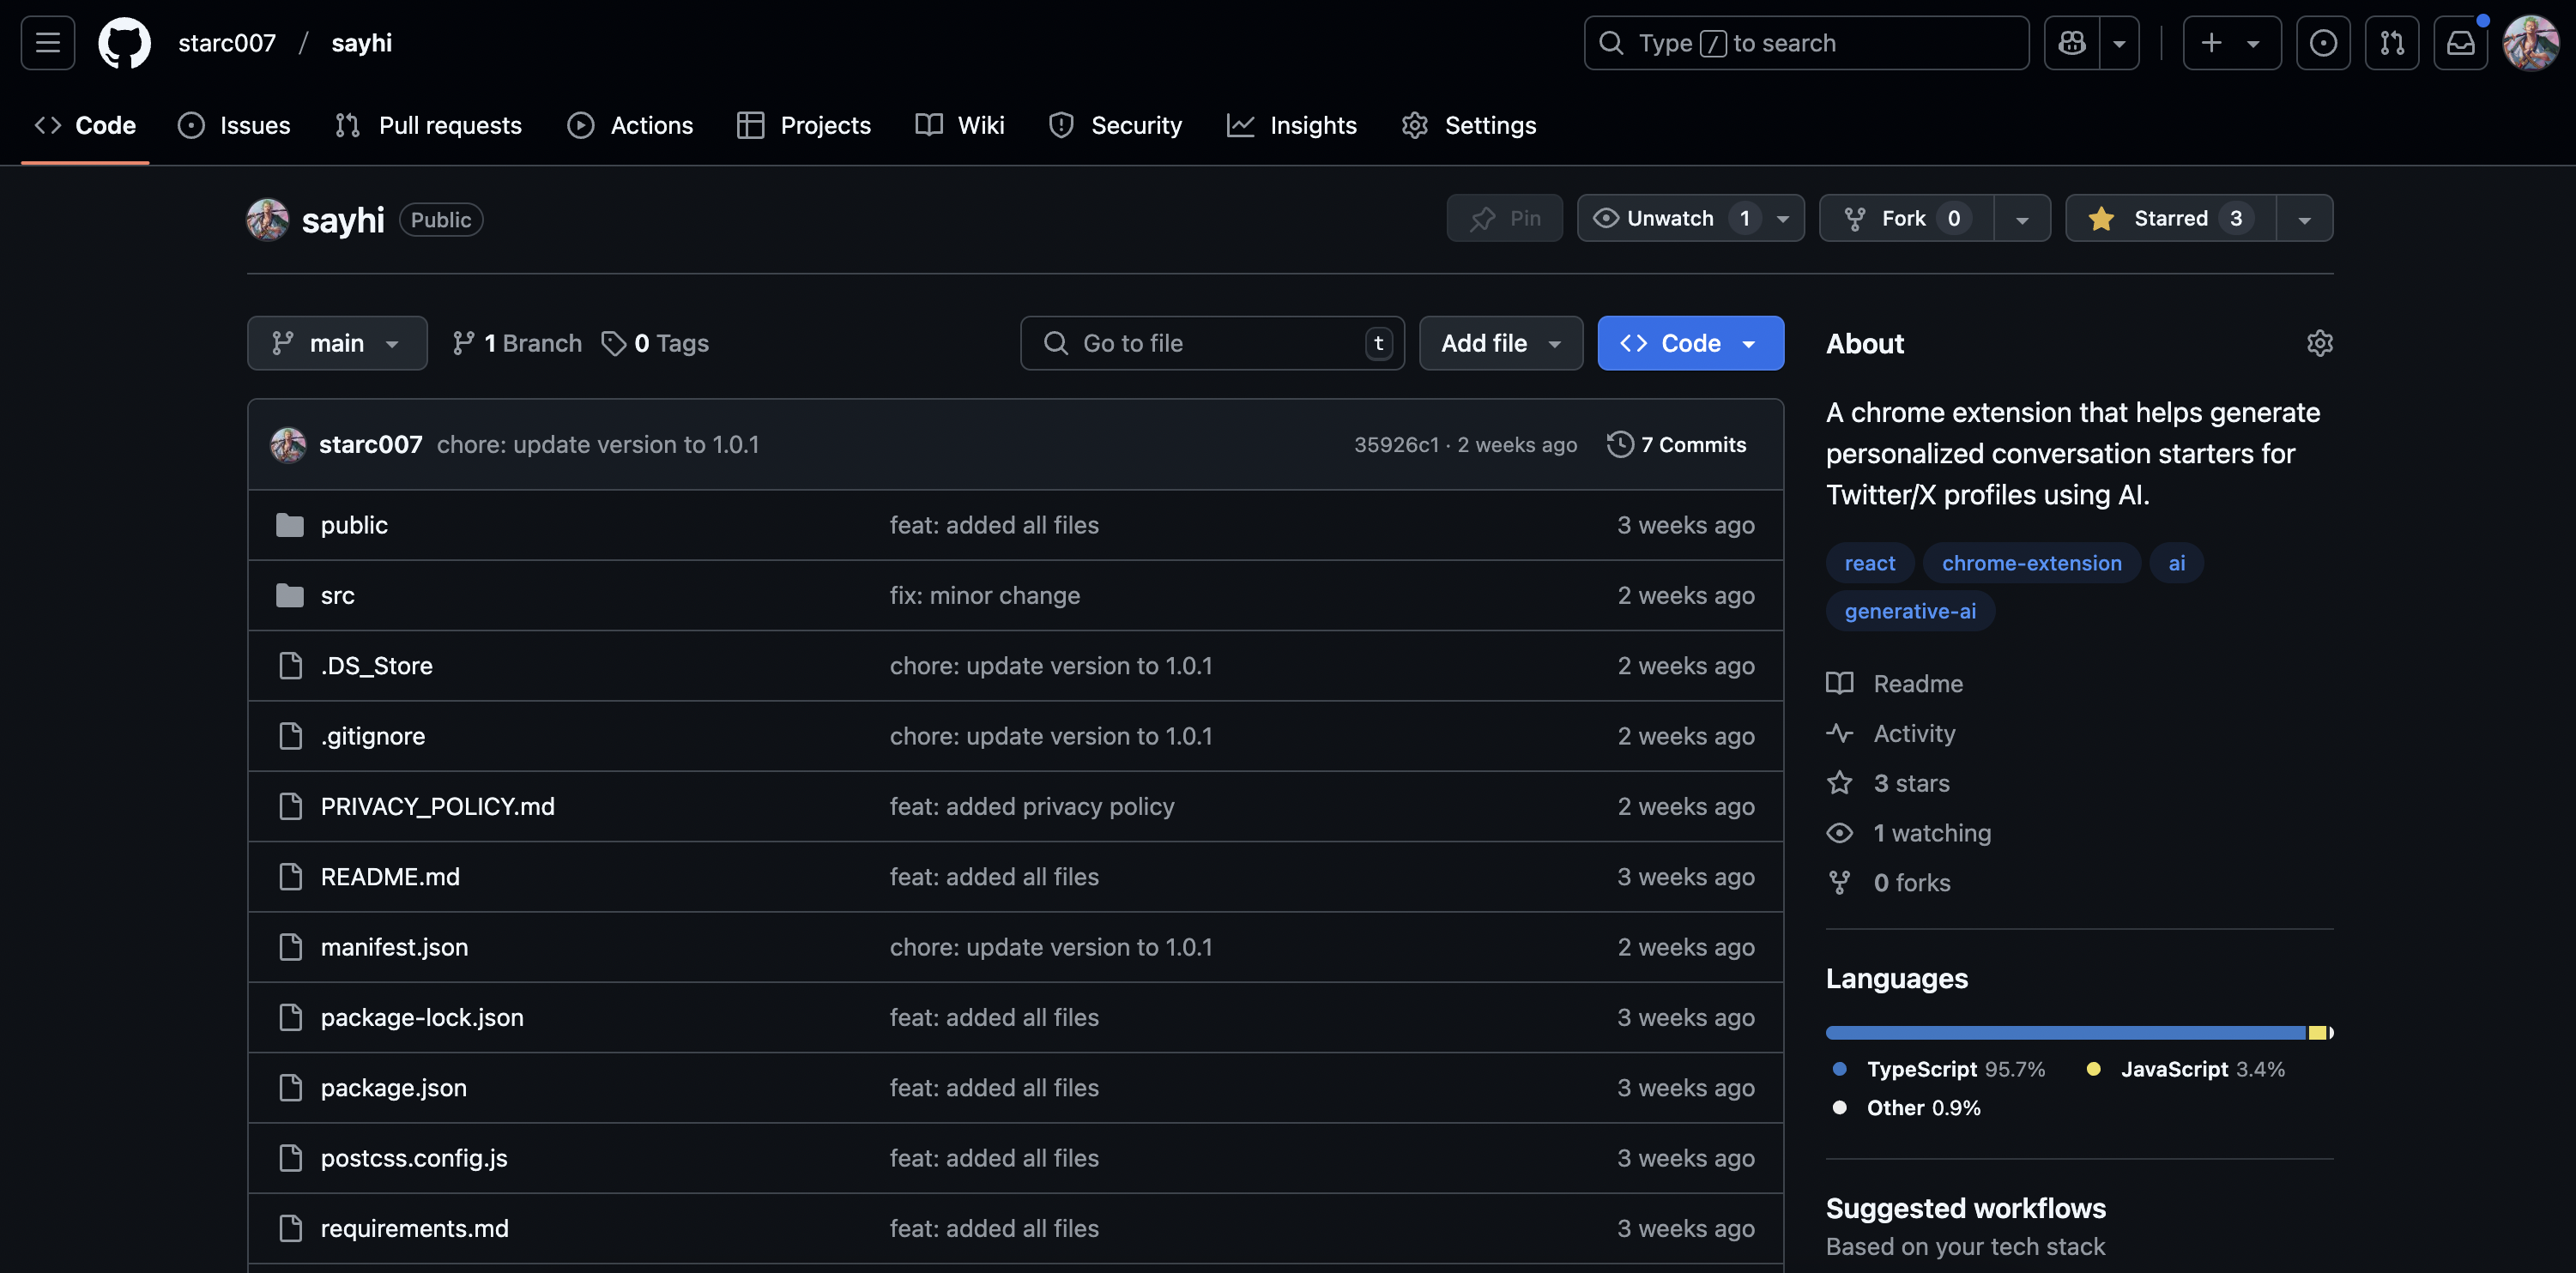 starc007 / sayhi
Type / to search
Code Issues Pull requests Actions Projects Wiki Security Insights Settings
sayhi Public
Pin Unwatch 1 Fork 0 Starred 3
main 1 Branch 0 Tags Go to file t Add file Code
starc007 chore: update version to 1.0.1 35926c1 · 2 weeks ago 7 Commits
public feat: added all files 3 weeks ago
src fix: minor change 2 weeks ago
.DS_Store chore: update version to 1.0.1 2 weeks ago
.gitignore chore: update version to 1.0.1 2 weeks ago
PRIVACY_POLICY.md feat: added privacy policy 2 weeks ago
README.md feat: added all files 3 weeks ago
manifest.json chore: update version to 1.0.1 2 weeks ago
package-lock.json feat: added all files 3 weeks ago
package.json feat: added all files 3 weeks ago
postcss.config.js feat: added all files 3 weeks ago
requirements.md feat: added all files 3 weeks ago
About
A chrome extension that helps generate
personalized conversation starters for
Twitter/X profiles using AI.
react chrome-extension ai
generative-ai
Readme
Activity
3 stars
1 watching
0 forks
Languages
TypeScript 95.7% JavaScript 3.4%
Other 0.9%
Suggested workflows
Based on your tech stack